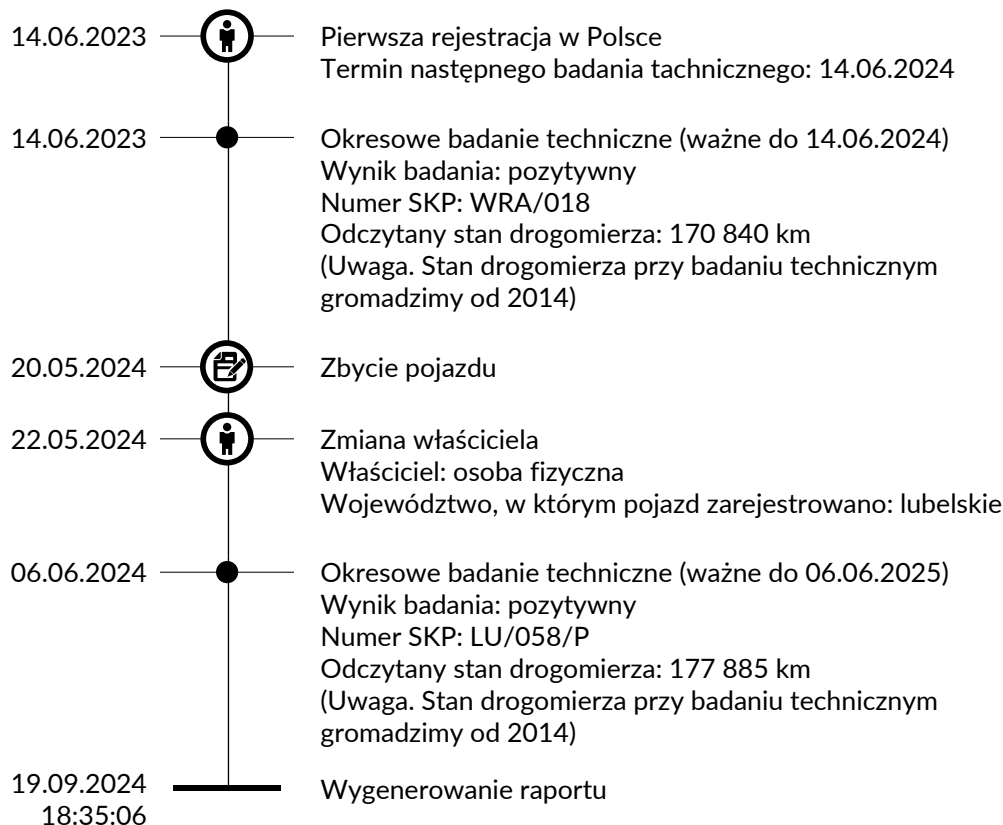 14.06.2023
Pierwsza rejestracja w Polsce
Termin następnego badania tachnicznego: 14.06.2024
14.06.2023
Okresowe badanie techniczne (ważne do 14.06.2024)
Wynik badania: pozytywny
Numer SKP: WRA/018
Odczytany stan drogomierza: 170 840 km
(Uwaga. Stan drogomierza przy badaniu technicznym
gromadzimy od 2014)
20.05.2024
Zbycie pojazdu
22.05.2024
Zmiana właściciela
Właściciel: osoba fizyczna
Województwo, w którym pojazd zarejestrowano: lubelskie
06.06.2024
Okresowe badanie techniczne (ważne do 06.06.2025)
Wynik badania: pozytywny
Numer SKP: LU/058/P
Odczytany stan drogomierza: 177 885 km
(Uwaga. Stan drogomierza przy badaniu technicznym
gromadzimy od 2014)
19.09.2024
18:35:06
Wygenerowanie raportu